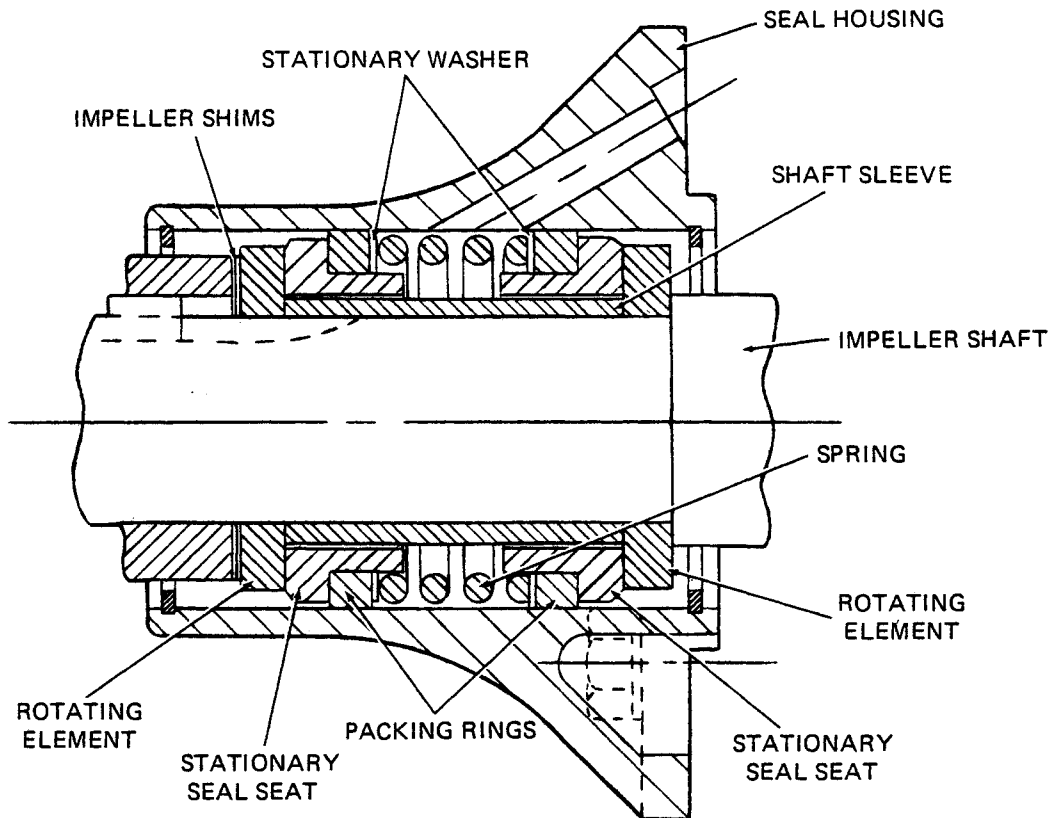 SEAL HOUSING
STATIONARY WASHER
IMPELLER SHIMS
SHAFT SLEEVE
IMPELLER SHAFT
SPRING
ROTATING
ELEMENT
ROTATING
ELEMENT
PACKING RINGS
STATIONARY
SEAL SEAT
STATIONARY
SEAL SEAT